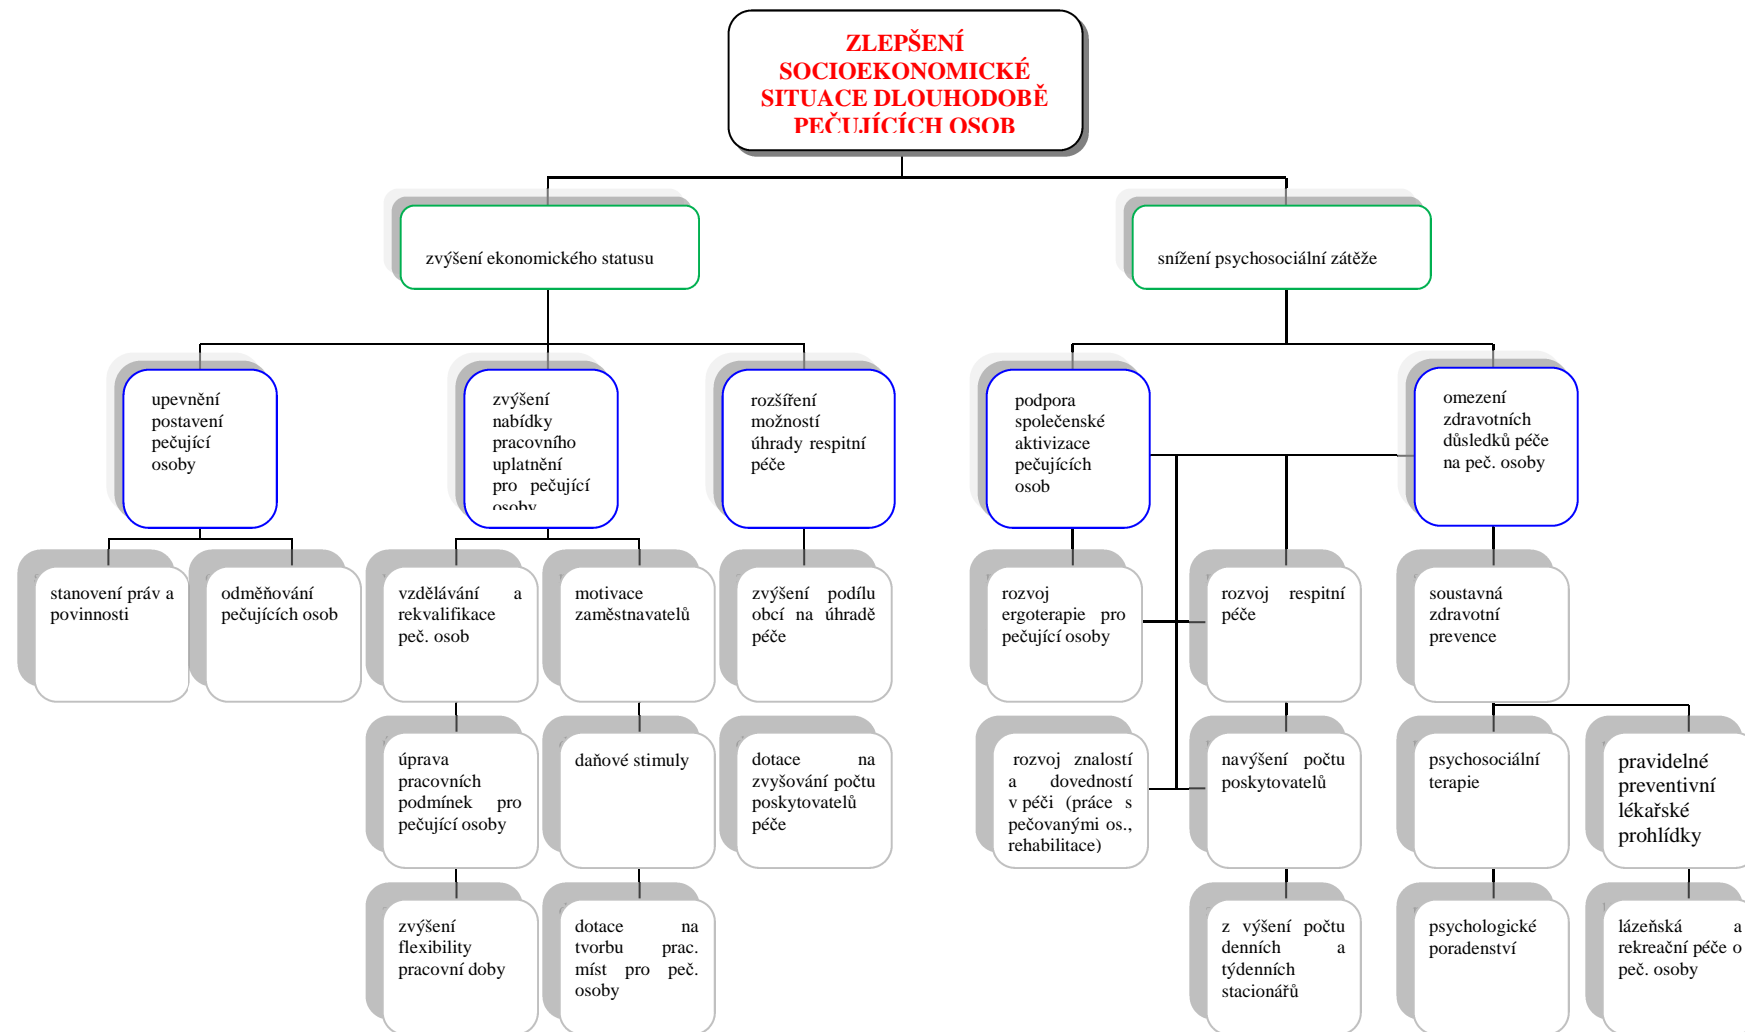 ZLEPŠENÍ
SOCIOEKONOMICKÉ
SITUACE DLOUHODOBĚ
PEČUJÍCÍCH OSOB
zvýšení ekonomického statusu
snížení psychosociální zátěže
upevnění
postavení
pečující
osoby
zvýšení
nabídky
pracovního
uplatnění
pro pečující
osoby
rozšíření
možností
úhrady respitní
péče
podpora
společenské
aktivizace
pečujících
osob
omezení
zdravotních
důsledků péče
na peč. osoby
stanovení práv a
povinnosti
odměňování
pečujících osob
vzdělávání a
rekvalifikace
peč. osob
motivace
zaměstnavatelů
zvýšení podílu
obcí na úhradě
péče
rozvoj
ergoterapie pro
pečující osoby
rozvoj respitní
péče
soustavná
zdravotní
prevence
úprava
pracovních
podmínek pro
pečující osoby
daňové stimuly
dotace na
zvyšování počtu
poskytovatelů
péče
rozvoj znalostí
a dovedností
v péči (práce s
pečovanými os.,
rehabilitace)
navýšení počtu
poskytovatelů
psychosociální
terapie
pravidelné
preventivní
lékařské
prohlídky
zvýšení
flexibility
pracovní doby
dotace na
tvorbu prac.
míst pro peč.
osoby
z výšení počtu
denních a
týdenních
stacionářů
psychologické
poradenství
lázeňská a
rekreační péče o
peč. osoby